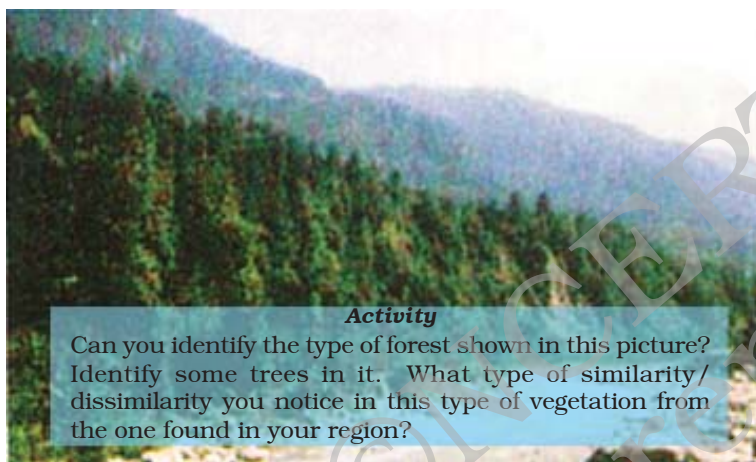 Activity
Can you identify the type of forest shown in this picture?
Identify some trees in it. What type of similarity/
dissimilarity you notice in this type of vegetation from
the one found in your region?
NCERT